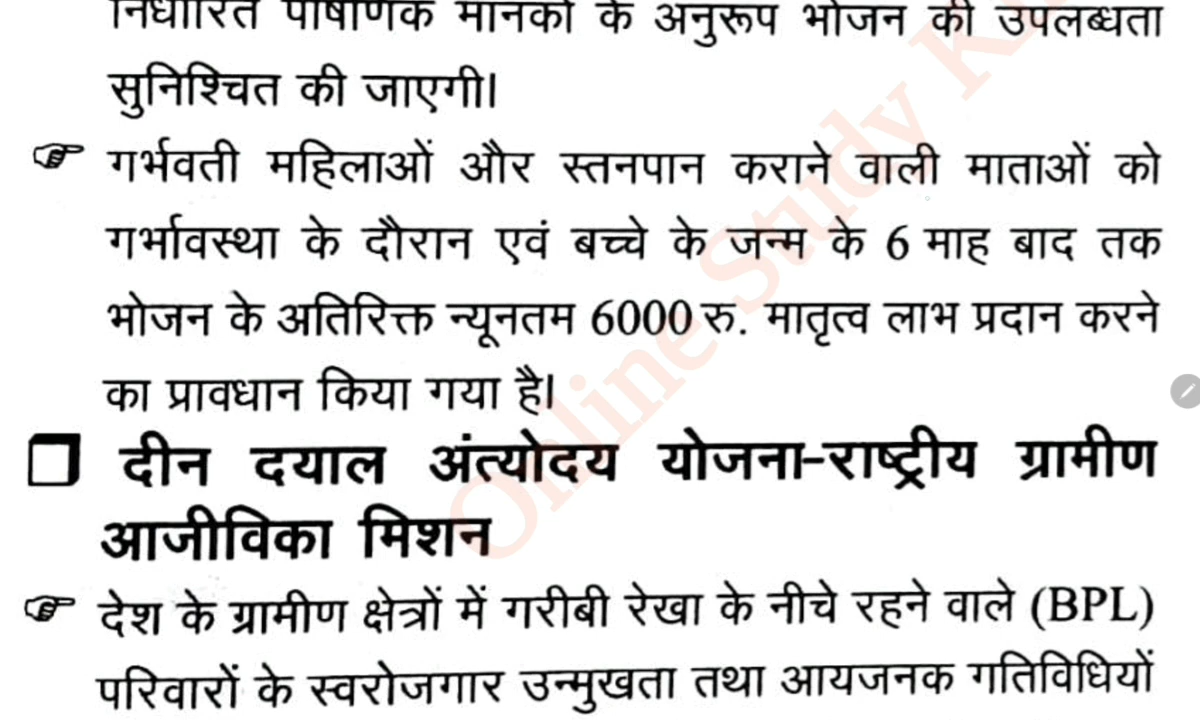 निर्धारित पोषणिक मानकों के अनुरूप भोजन की उपलब्धता
सुनिश्चित की जाएगी।
गर्भवती महिलाओं और स्तनपान कराने वाली माताओं को
गर्भावस्था के दौरान एवं बच्चे के जन्म के 6 माह बाद तक
भोजन के अतिरिक्त न्यूनतम 6000 रु. मातृत्व लाभ प्रदान करने
का प्रावधान किया गया है।
दीन दयाल अंत्योदय योजना-राष्ट्रीय ग्रामीण
आजीविका मिशन
देश के ग्रामीण क्षेत्रों में गरीबी रेखा के नीचे रहने वाले (BPL)
परिवारों के स्वरोजगार उन्मुखता तथा आयजनक गतिविधियों
Online Study